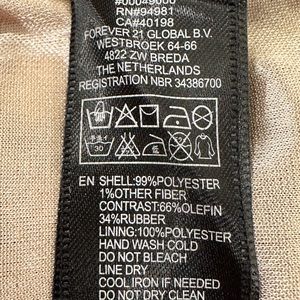 RN#94981
CA#40198
FOREVER 21 GLOBAL B.V.
WESTBROEK 64-66
4822 ZW BREDA
THE NETHERLANDS
REGISTRATION NBR 34386700
30
EN SHELL:99%POLYESTER
1%OTHER FIBER
CONTRAST:66%OLEFIN
34%RUBBER
LINING:100%POLYESTER
HAND WASH COLD
DO NOT BLEACH
LINE DRY
COOL IRON IF NEEDED
DO NOT DRY CLEAN